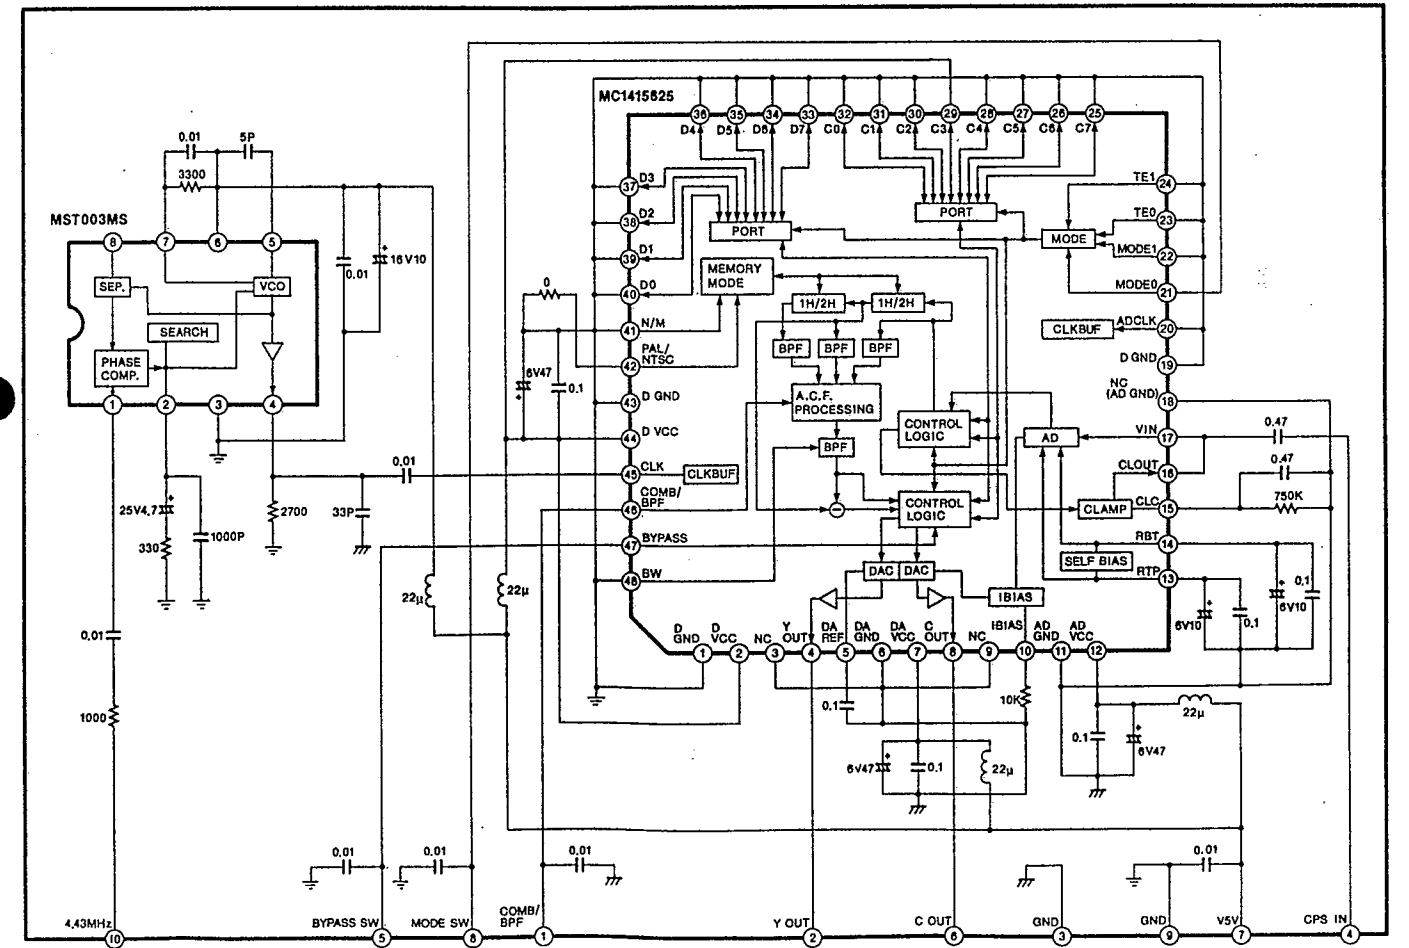 MC1415625
36 35 34 33 32 31 30 29 28 27 26 25
D4 D5 D6 D7 C0 C1 C2 C3 C4 C5 C6 C7
0.01 5P
3300
MST003MS
8 7 6 5
0.01
16V10
SEP.
VCO
SEARCH
PHASE
COMP.
1 2 3 4
25V4.7
330
1000P
2700
33P
0.01
0.01
1000
22μ
22μ
0
6V47
0.1
37 D3
38 D2
39 D1
40 D0
41 N/M
42 PAL/
NTSC
43 D GND
44 D VCC
45 CLK
CLKBUF
46 COMB/
BPF
47 BYPASS
48 BW
PORT
PORT
MEMORY
MODE
1H/2H
1H/2H
BPF
BPF
BPF
A.C.F.
PROCESSING
BPF
CONTROL
LOGIC
CONTROL
LOGIC
DAC
DAC
AD
IBIAS
MODE
CLKBUF
CLAMP
SELF BIAS
TE1 24
TE0 23
MODE1 22
MODE0 21
ADCLK 20
D GND 19
NC
(AD GND) 18
VIN 17
CLOUT 16
CLC 15
RBT 14
RTP 13
0.47
0.47
750K
6V10
0.1
6V10
0.1
D
GND
D
VCC
NC
Y
OUT
DA
REF
DA
GND
DA
VCC
C
OUT
NC
IBIAS
AD
GND
AD
VCC
1 2 3 4 5 6 7 8 9 10 11 12
0.1
10K
6V47
0.1
22μ
0.1
6V47
22μ
0.01
0.01
0.01
0.01
4.43MHz
10
BYPASS SW
5
MODE SW
8
COMB/
BPF
1
Y OUT
2
C OUT
6
GND
3
GND
9
V5V
7
CPS IN
4